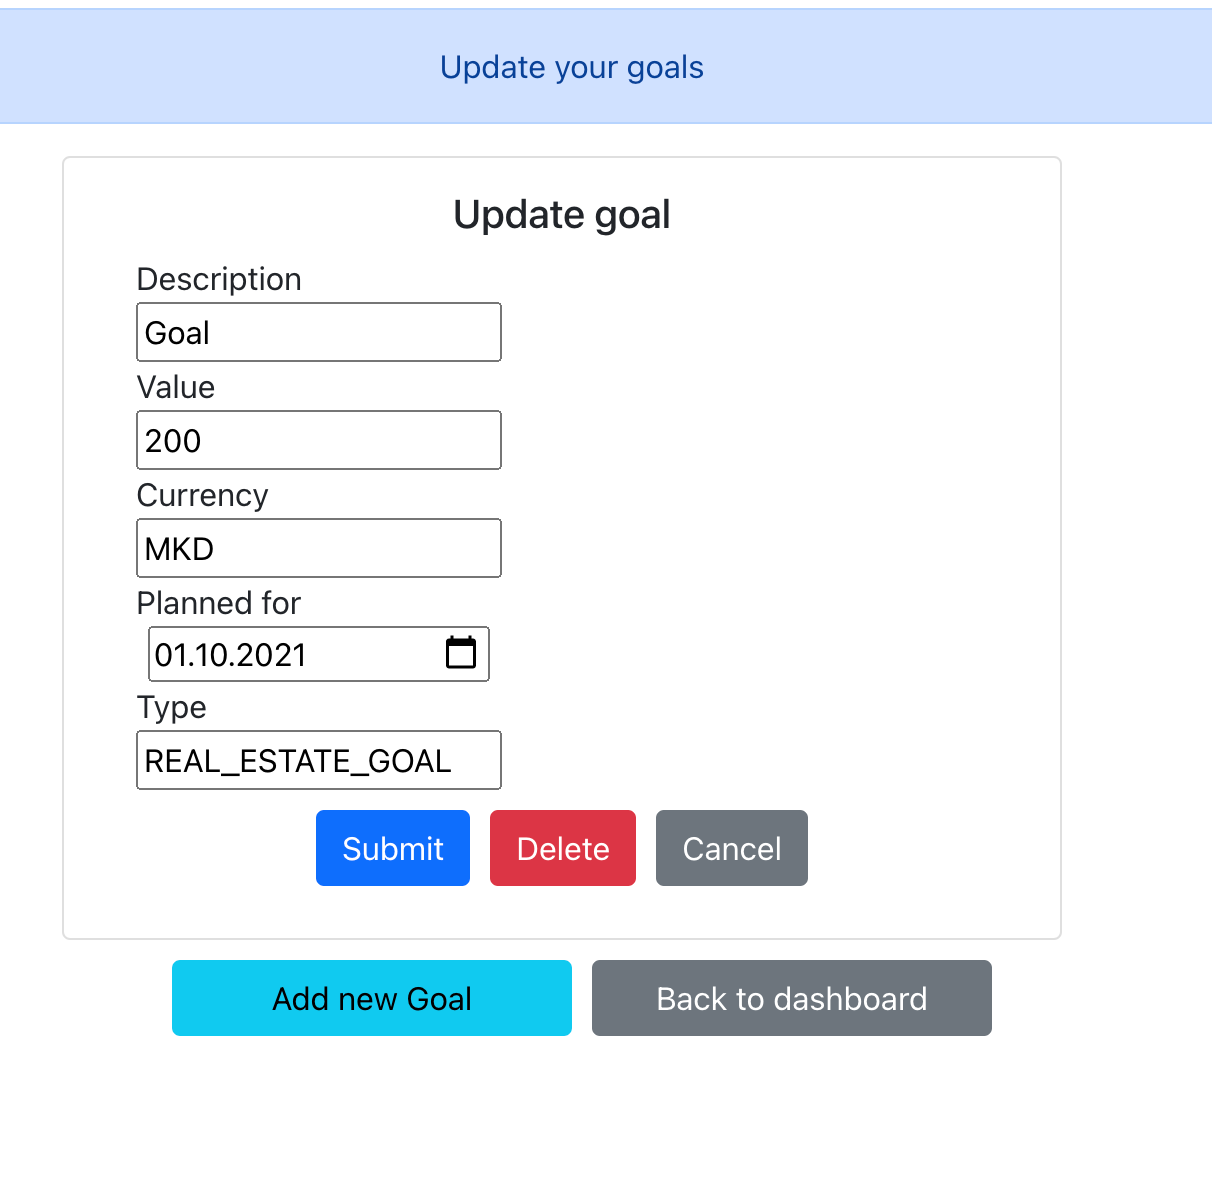 Update your goals
Update goal
Description
Goal
Value
200
Currency
MKD
Planned for
01.10.2021
Type
REAL_ESTATE_GOAL
Submit Delete Cancel
Add new Goal Back to dashboard